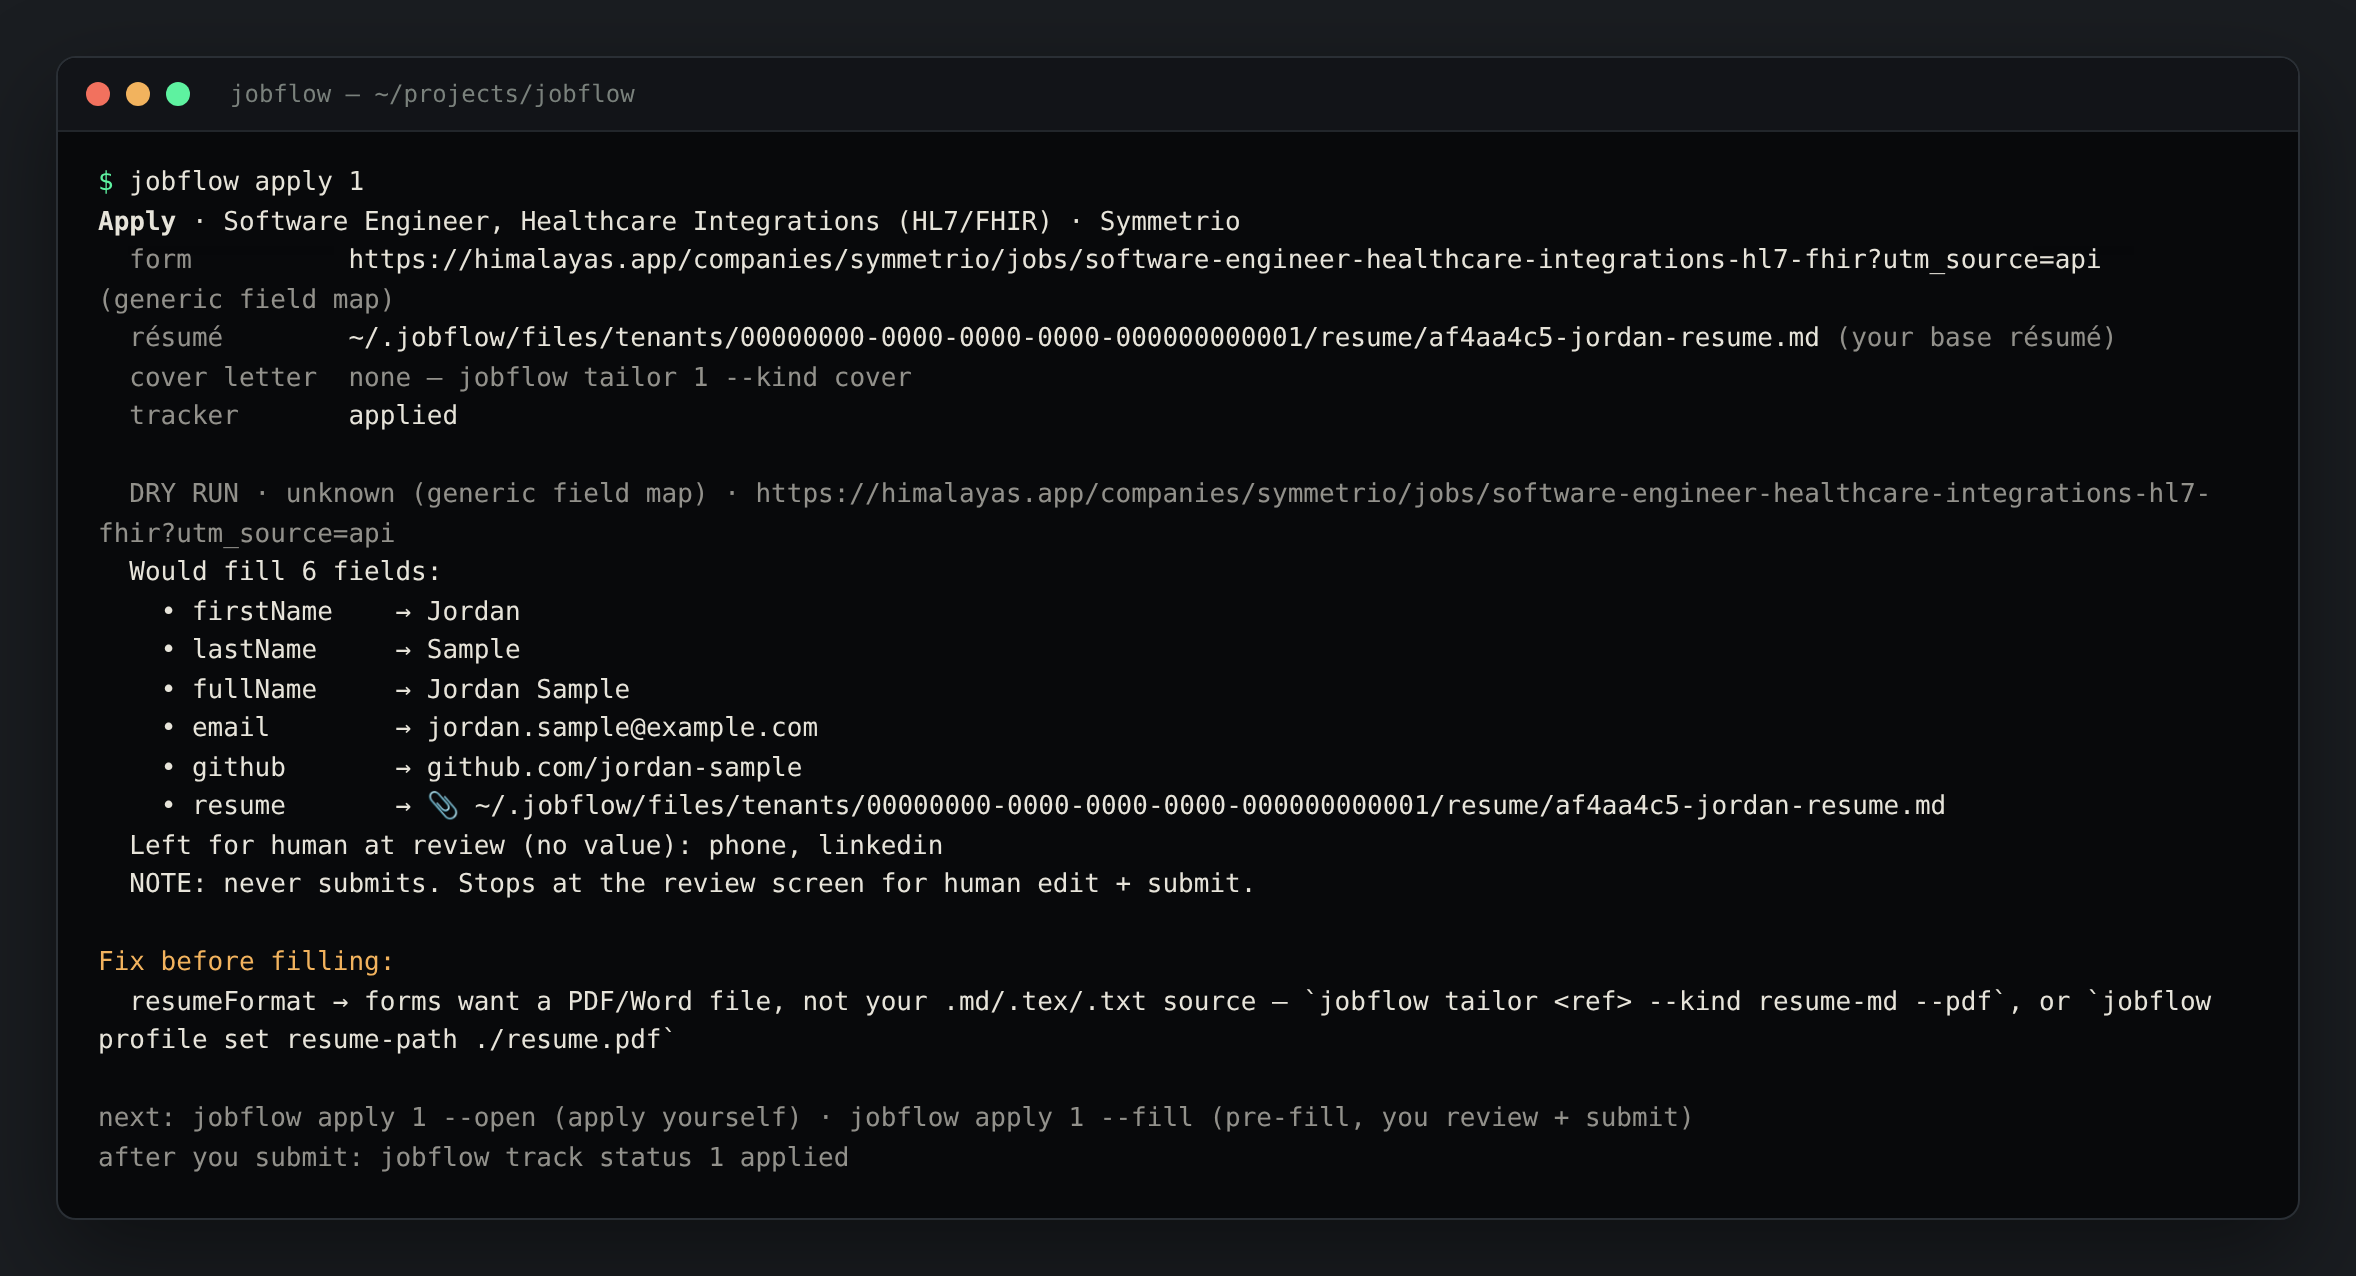 jobflow — ~/projects/jobflow
$ jobflow apply 1
Apply · Software Engineer, Healthcare Integrations (HL7/FHIR) · Symmetrio
  form          https://himalayas.app/companies/symmetrio/jobs/software-engineer-healthcare-integrations-hl7-fhir?utm_source=api
(generic field map)
  résumé        ~/.jobflow/files/tenants/00000000-0000-0000-0000-000000000001/resume/af4aa4c5-jordan-resume.md (your base résumé)
  cover letter  none — jobflow tailor 1 --kind cover
  tracker       applied
  DRY RUN · unknown (generic field map) · https://himalayas.app/companies/symmetrio/jobs/software-engineer-healthcare-integrations-hl7-
fhir?utm_source=api
  Would fill 6 fields:
    • firstName    → Jordan
    • lastName     → Sample
    • fullName     → Jordan Sample
    • email        → jordan.sample@example.com
    • github       → github.com/jordan-sample
    • resume       → 📎 ~/.jobflow/files/tenants/00000000-0000-0000-0000-000000000001/resume/af4aa4c5-jordan-resume.md
  Left for human at review (no value): phone, linkedin
  NOTE: never submits. Stops at the review screen for human edit + submit.
Fix before filling:
  resumeFormat → forms want a PDF/Word file, not your .md/.tex/.txt source — `jobflow tailor <ref> --kind resume-md --pdf`, or `jobflow
profile set resume-path ./resume.pdf`
next: jobflow apply 1 --open (apply yourself) · jobflow apply 1 --fill (pre-fill, you review + submit)
after you submit: jobflow track status 1 applied